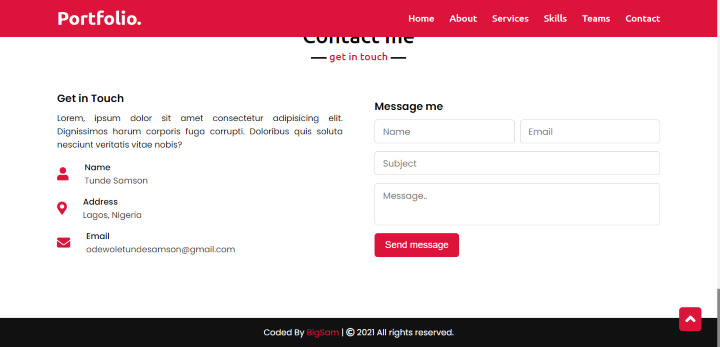 Portfolio.
Home About Services Skills Teams Contact
Contact me
get in touch
Get in Touch
Lorem, ipsum dolor sit amet consectetur adipisicing elit.
Dignissimos harum corporis fuga corrupti. Doloribus quis soluta
nesciunt veritatis vitae nobis?
Name
Tunde Samson
Address
Lagos, Nigeria
Email
odewoletundesamson@gmail.com
Message me
Name Email
Subject
Message..
Send message
Coded By BigSam | © 2021 All rights reserved.